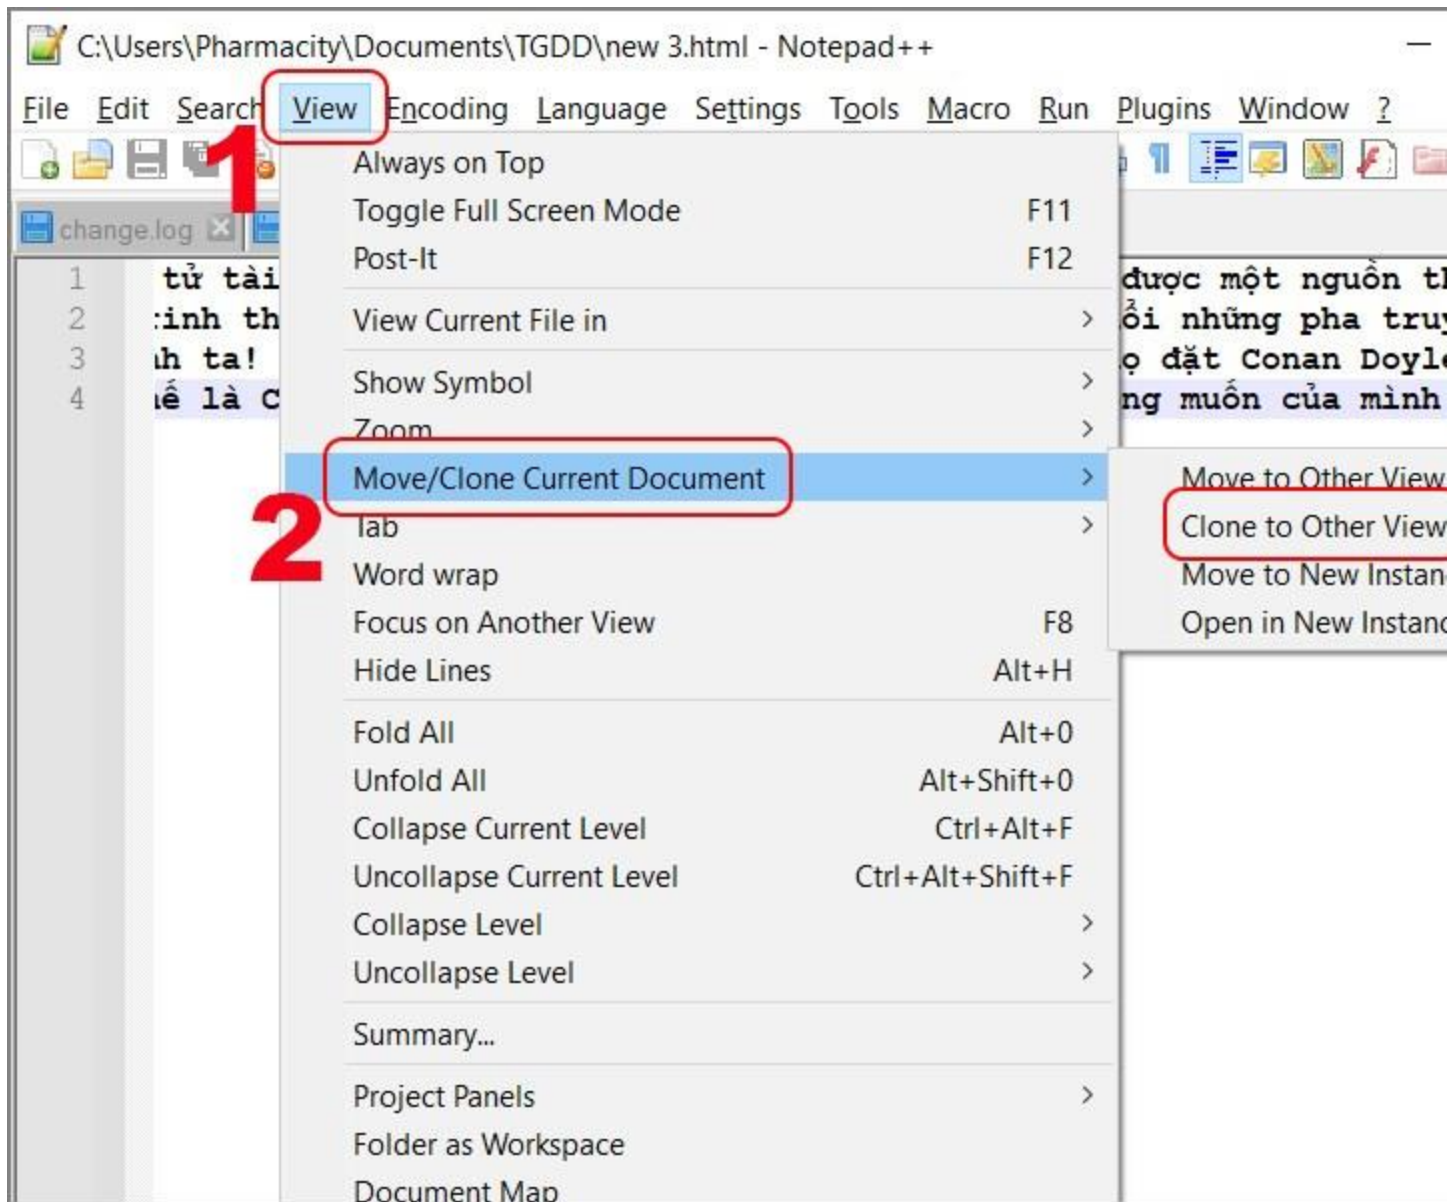 C:\Users\Pharmacity\Documents\TGDD\new 3.html - Notepad++
File Edit Search View Encoding Language Settings Tools Macro Run Plugins Window ?
1
change.log
Always on Top
Toggle Full Screen Mode F11
Post-It F12
View Current File in
Show Symbol
Zoom
Move/Clone Current Document
2
Tab
Word wrap
Focus on Another View F8
Hide Lines Alt+H
Fold All Alt+0
Unfold All Alt+Shift+0
Collapse Current Level Ctrl+Alt+F
Uncollapse Current Level Ctrl+Alt+Shift+F
Collapse Level
Uncollapse Level
Summary...
Project Panels
Folder as Workspace
Document Map
Move to Other View
Clone to Other View
Move to New
Open in New
1 tử tài được một nguồn
2 những pha
3 ta! đặt Conan
4 là muốn của mình